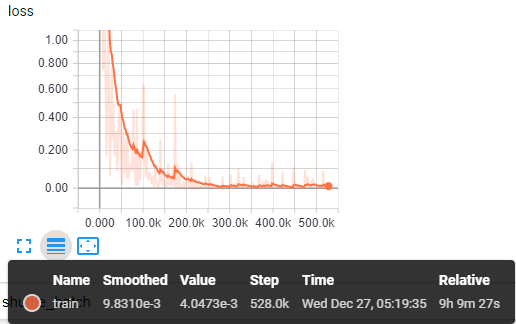 loss
1.00
0.800
0.600
0.400
0.200
0.00
0.000 100.0k 200.0k 300.0k 400.0k 500.0k
Name Smoothed Value Step Time Relative
train 9.8310e-3 4.0473e-3 528.0k Wed Dec 27, 05:19:35 9h 9m 27s